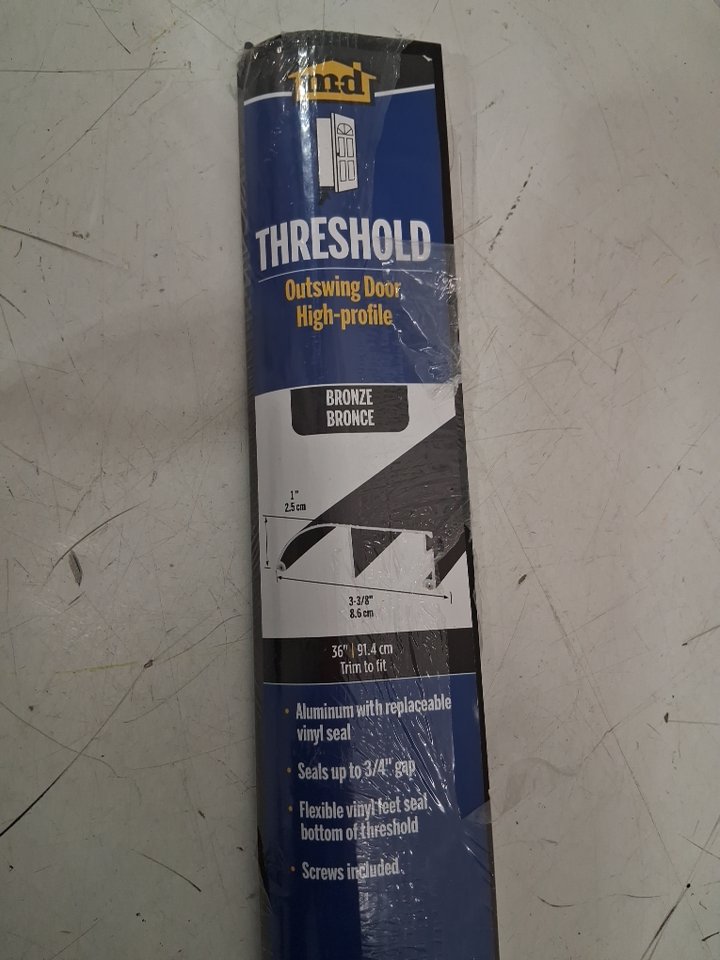 m-d
THRESHOLD
Outswing Door
High-profile
BRONZE
BRONCE
1"
2.5 cm
3-3/8"
8.6 cm
36" | 91.4 cm
Trim to fit
• Aluminum with replaceable
vinyl seal
• Seals up to 3/4" gap
• Flexible vinyl feet seal
bottom of threshold
• Screws included